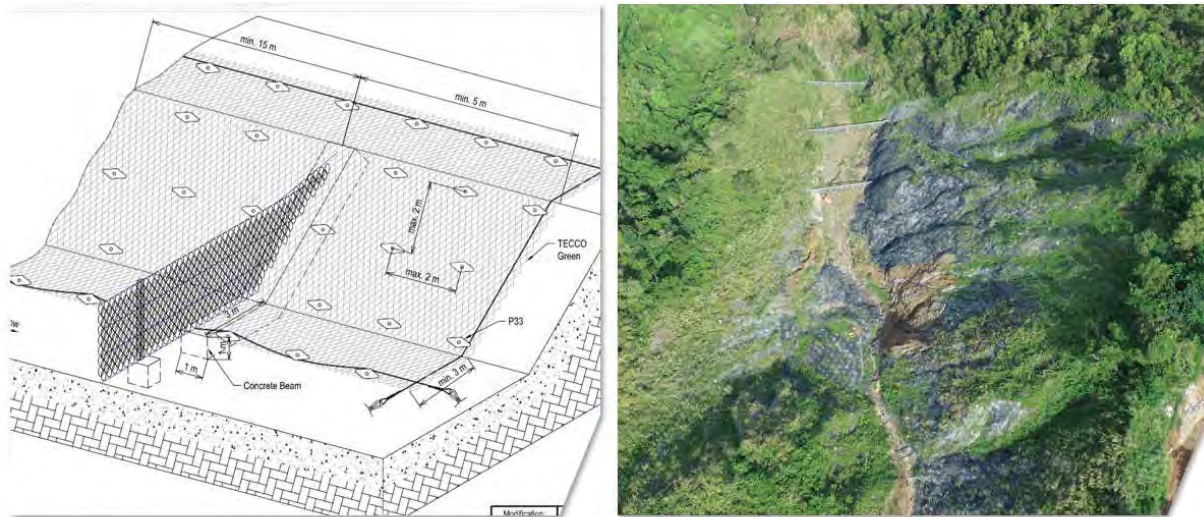 min. 15 m
min. 5 m
max. 2 m
max. 2 m
TECCO
Green
3 m
P33
1 m
Concrete Beam
min. 3 m
Modification: